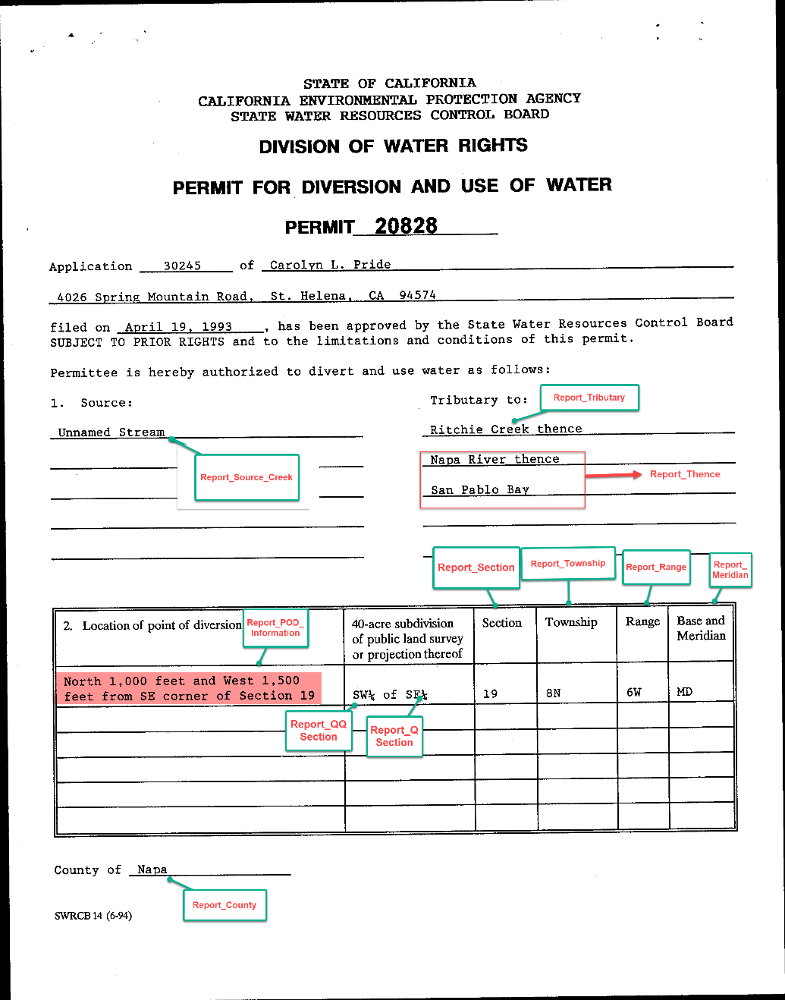 STATE OF CALIFORNIA
CALIFORNIA ENVIRONMENTAL PROTECTION AGENCY
STATE WATER RESOURCES CONTROL BOARD
DIVISION OF WATER RIGHTS
PERMIT FOR DIVERSION AND USE OF WATER
PERMIT 20828
Application 30245 of Carolyn L. Pride
4026 Spring Mountain Road, St. Helena, CA 94574
filed on April 19, 1993 , has been approved by the State Water Resources Control Board
SUBJECT TO PRIOR RIGHTS and to the limitations and conditions of this permit.
Permittee is hereby authorized to divert and use water as follows:
1. Source:
Tributary to:
Report_Tributary
Unnamed Stream
Ritchie Creek thence
Report_Source_Creek
Napa River thence
Report_Thence
San Pablo Bay
Report_Section
Report_Township
Report_Range
Report_
Meridian
2. Location of point of diversion
Report_POD_
Information
40-acre subdivision
of public land survey
or projection thereof
Section
Township
Range
Base and
Meridian
North 1,000 feet and West 1,500
feet from SE corner of Section 19
SW¼ of SE¼
19
8N
6W
MD
Report_QQ
Section
Report_Q
Section
County of Napa
Report_County
SWRCB 14 (6-94)